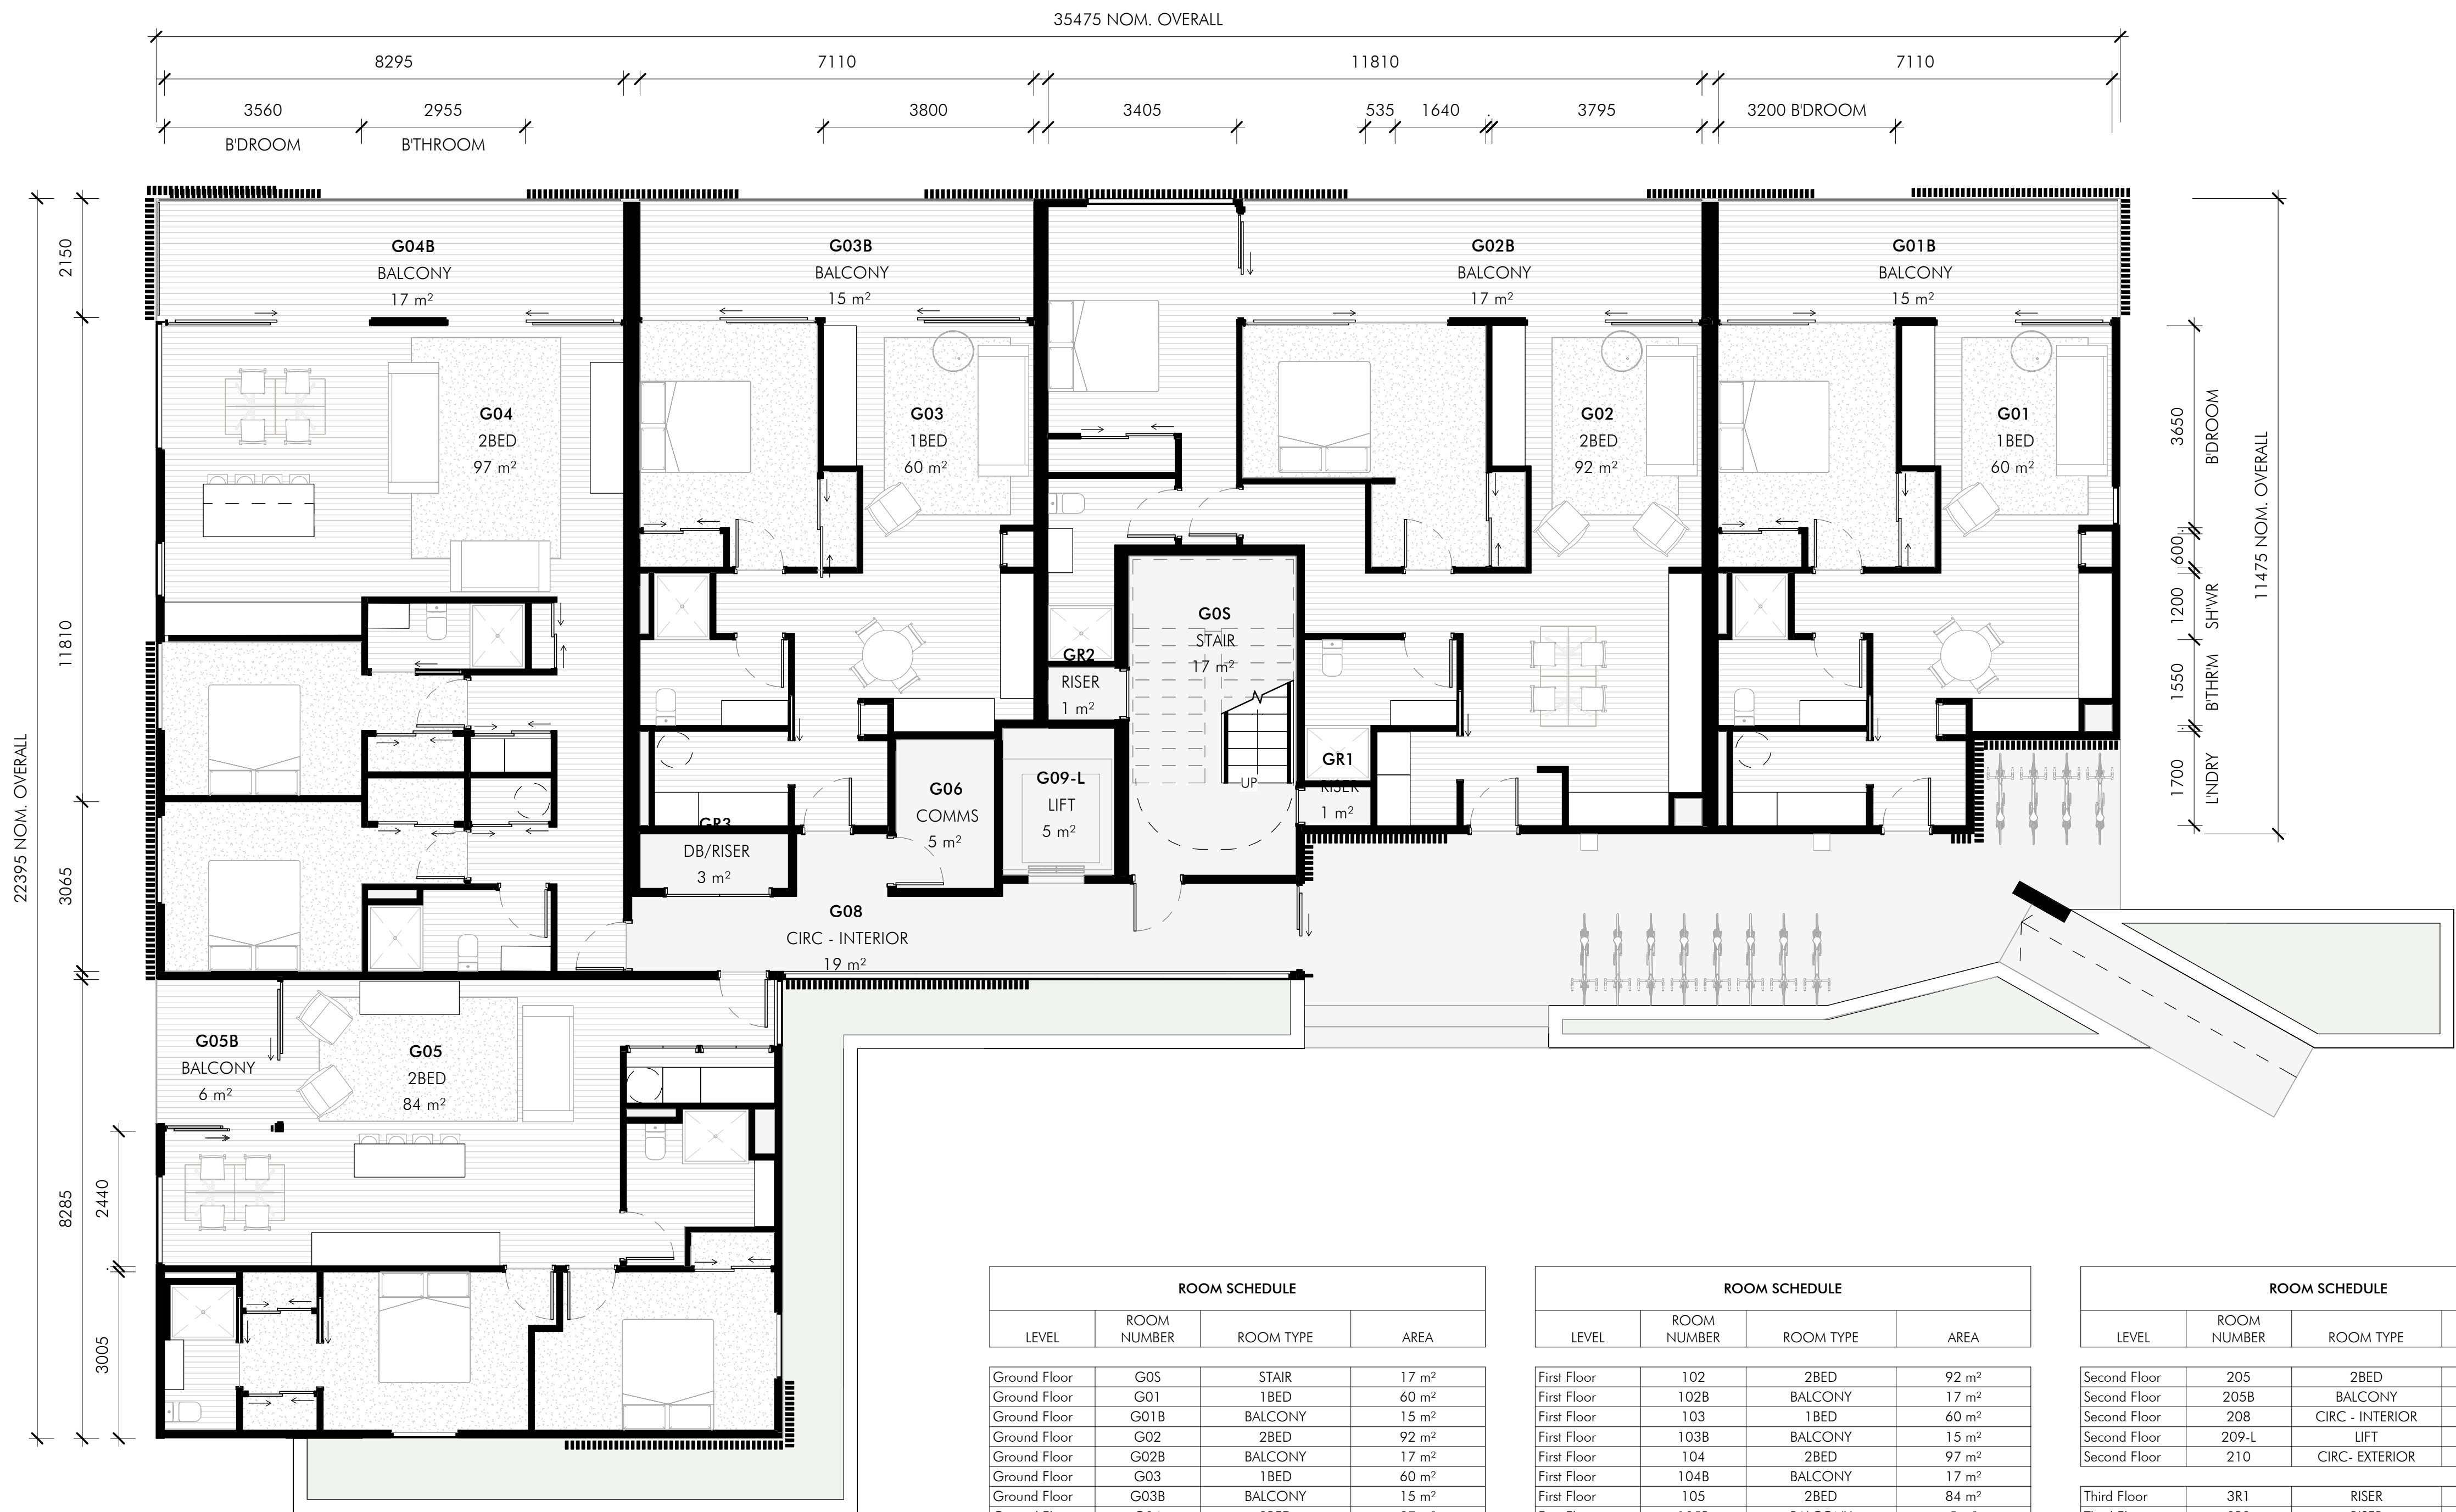 35475 NOM. OVERALL
8295
7110
11810
7110
3560
2955
3800
3405
535
1640
3795
3200 B'DROOM
B'DROOM
B'THROOM
22395 NOM. OVERALL
2150
11810
3065
8285
2440
3005
G04B
BALCONY
17 m²
G03B
BALCONY
15 m²
G02B
BALCONY
17 m²
G01B
BALCONY
15 m²
G04
2BED
97 m²
G03
1BED
60 m²
G02
2BED
92 m²
G01
1BED
60 m²
3650
B'DROOM
600
1200
SH'WR
1550
B'THR'M
1700
L'NDRY
11475 NOM. OVERALL
G0S
STAIR
17 m²
UP
GR2
RISER
1 m²
GR1
RISER
1 m²
G09-L
LIFT
5 m²
G06
COMMS
5 m²
GR3
DB/RISER
3 m²
G08
CIRC - INTERIOR
19 m²
G05B
BALCONY
6 m²
G05
2BED
84 m²
ROOM SCHEDULE
LEVEL ROOM NUMBER ROOM TYPE AREA
Ground Floor G0S STAIR 17 m²
Ground Floor G01 1BED 60 m²
Ground Floor G01B BALCONY 15 m²
Ground Floor G02 2BED 92 m²
Ground Floor G02B BALCONY 17 m²
Ground Floor G03 1BED 60 m²
Ground Floor G03B BALCONY 15 m²
ROOM SCHEDULE
LEVEL ROOM NUMBER ROOM TYPE AREA
First Floor 102 2BED 92 m²
First Floor 102B BALCONY 17 m²
First Floor 103 1BED 60 m²
First Floor 103B BALCONY 15 m²
First Floor 104 2BED 97 m²
First Floor 104B BALCONY 17 m²
First Floor 105 2BED 84 m²
ROOM SCHEDULE
LEVEL ROOM NUMBER ROOM TYPE
Second Floor 205 2BED
Second Floor 205B BALCONY
Second Floor 208 CIRC - INTERIOR
Second Floor 209-L LIFT
Second Floor 210 CIRC- EXTERIOR
Third Floor 3R1 RISER